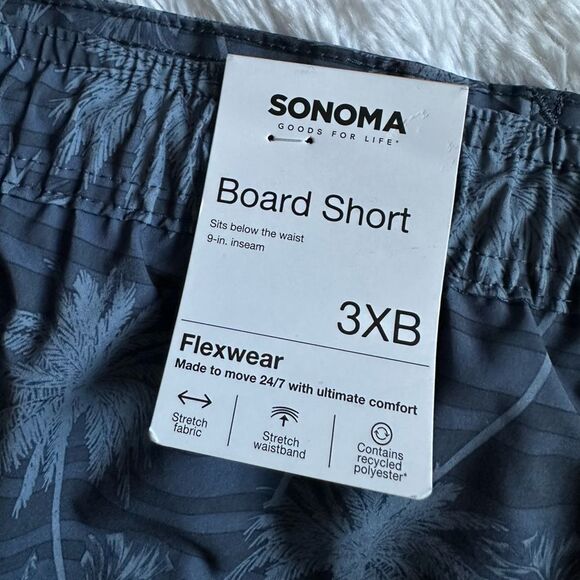 SONOMA
GOODS FOR LIFE*
Board Short
Sits below the waist
9-in. inseam
3XB
Flexwear
Made to move 24/7 with ultimate comfort
Stretch
fabric
Stretch
waistband
Contains
recycled
polyester*